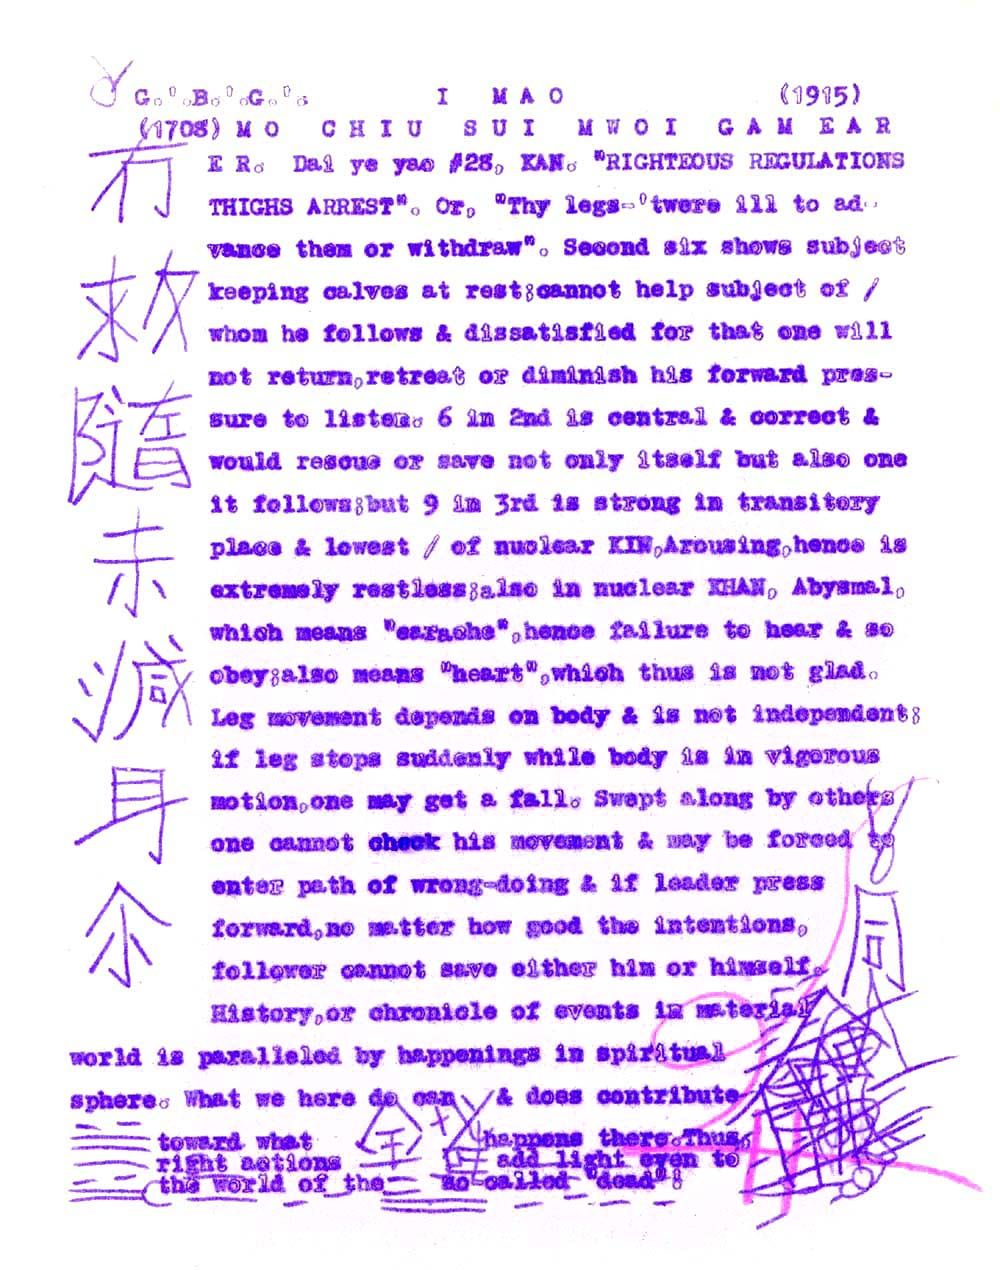 G.'.B.'.G.'. I MAO (1915)
(1708) MO CHIU SUI MWOI GAM EAR
E R. Dai ye yao #28, KAN. "RIGHTEOUS REGULATIONS
THIGHS ARREST". Or, "Thy legs-'twere ill to ad-
vance them or withdraw". Second six shows subject
keeping calves at rest;cannot help subject of /
whom he follows & dissatisfied for that one will
not return,retreat or diminish his forward pres-
sure to listen. 6 in 2nd is central & correct &
would rescue or save not only itself but also one
it follows;but 9 in 3rd is strong in transitory
place & lowest / of nuclear KIN,Arousing,hence is
extremely restless;also in nuclear KHAN, Abysmal,
which means "earache",hence failure to hear & so
obey;also means "heart",which thus is not glad.
Leg movement depends on body & is not independent;
if leg stops suddenly while body is in vigorous
motion,one may get a fall. Swept along by others
one cannot check his movement & may be forced to
enter path of wrong-doing & if leader press
forward,no matter how good the intentions,
follower cannot save either him or himself.
History,or chronicle of events in material
world is paralleled by happenings in spiritual
sphere. What we here do can & does contribute
toward what happens there.Thus,
right actions add light even to
the world of the so-called "dead"!
冇
救
隨
未
減
身
尒